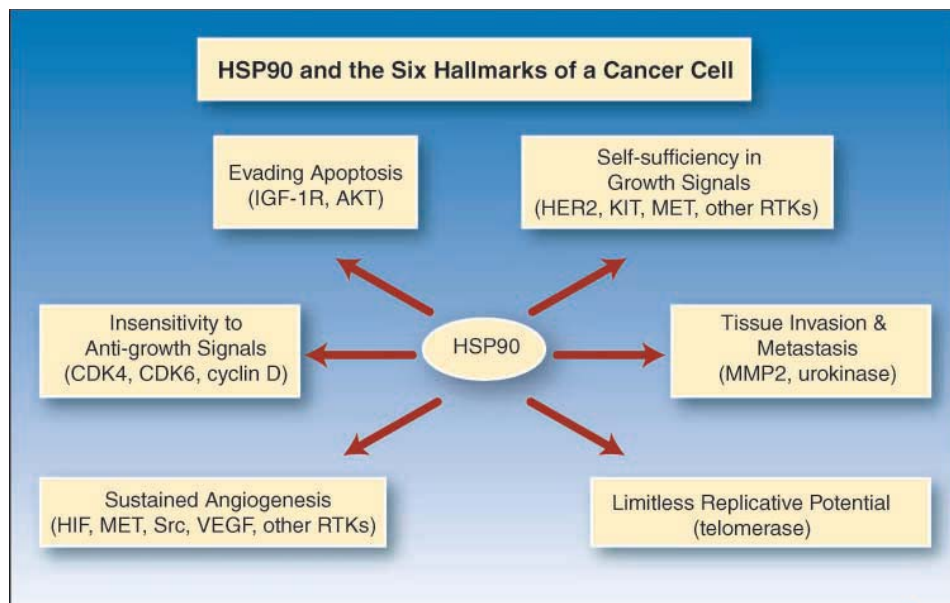 HSP90 and the Six Hallmarks of a Cancer Cell
Evading Apoptosis
(IGF-1R, AKT)
Self-sufficiency in
Growth Signals
(HER2, KIT, MET, other RTKs)
Insensitivity to
Anti-growth Signals
(CDK4, CDK6, cyclin D)
HSP90
Tissue Invasion &
Metastasis
(MMP2, urokinase)
Sustained Angiogenesis
(HIF, MET, Src, VEGF, other RTKs)
Limitless Replicative Potential
(telomerase)